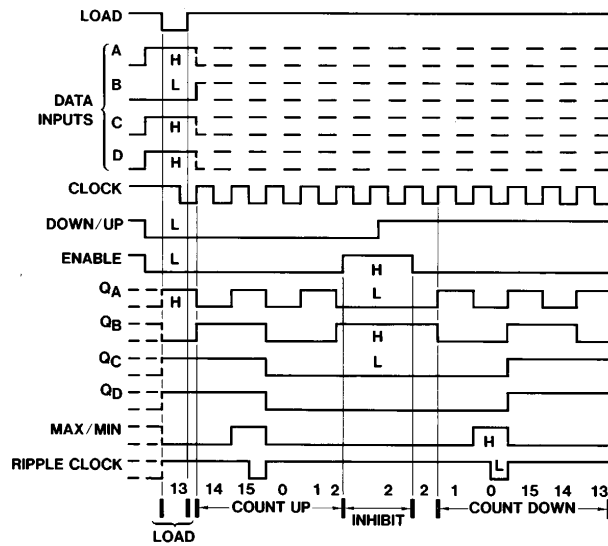 LOAD
A H
B L
DATA
INPUTS
C H
D H
CLOCK
DOWN/UP L
ENABLE L H
QA H L
QB H
QC L
QD
MAX/MIN H
RIPPLE CLOCK L
13 14 15 0 1 2 2 2 1 0 15 14 13
COUNT UP INHIBIT COUNT DOWN
LOAD